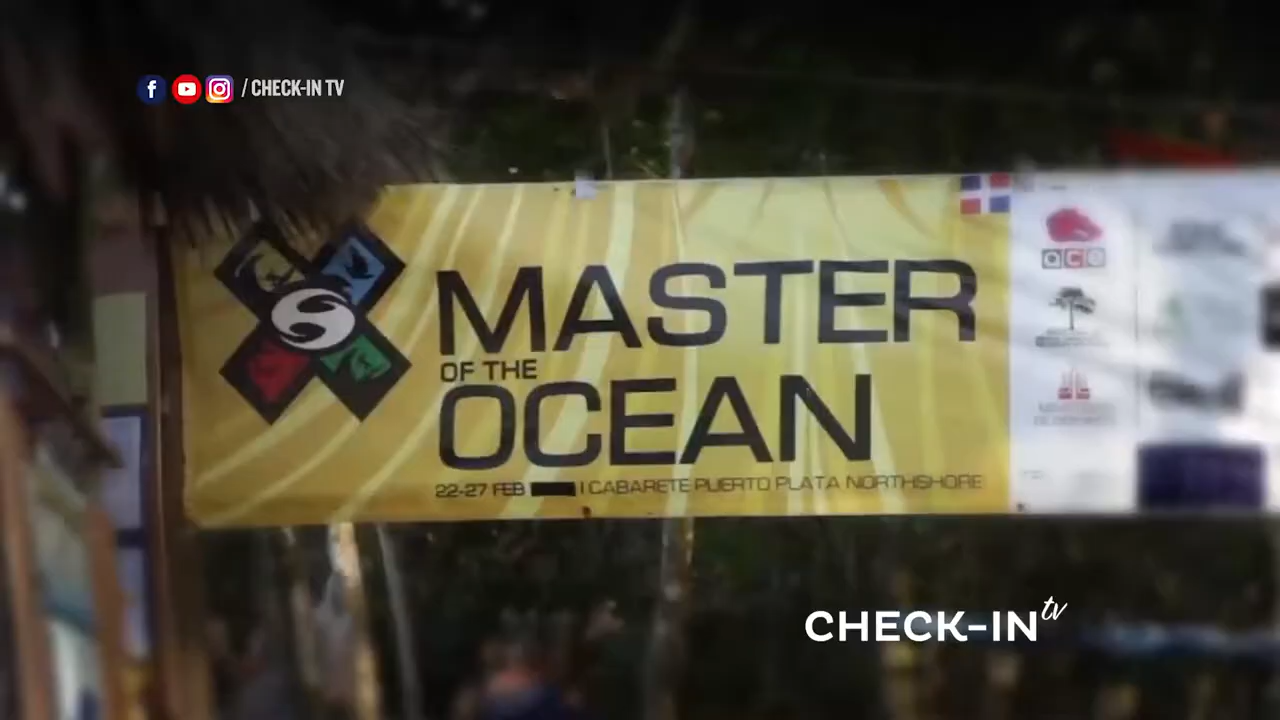 / CHECK-IN TV
MASTER
OF THE
OCEAN
22-27 FEB | CABARETE PUERTO PLATA NORTHSHORE
CHECK-IN tv